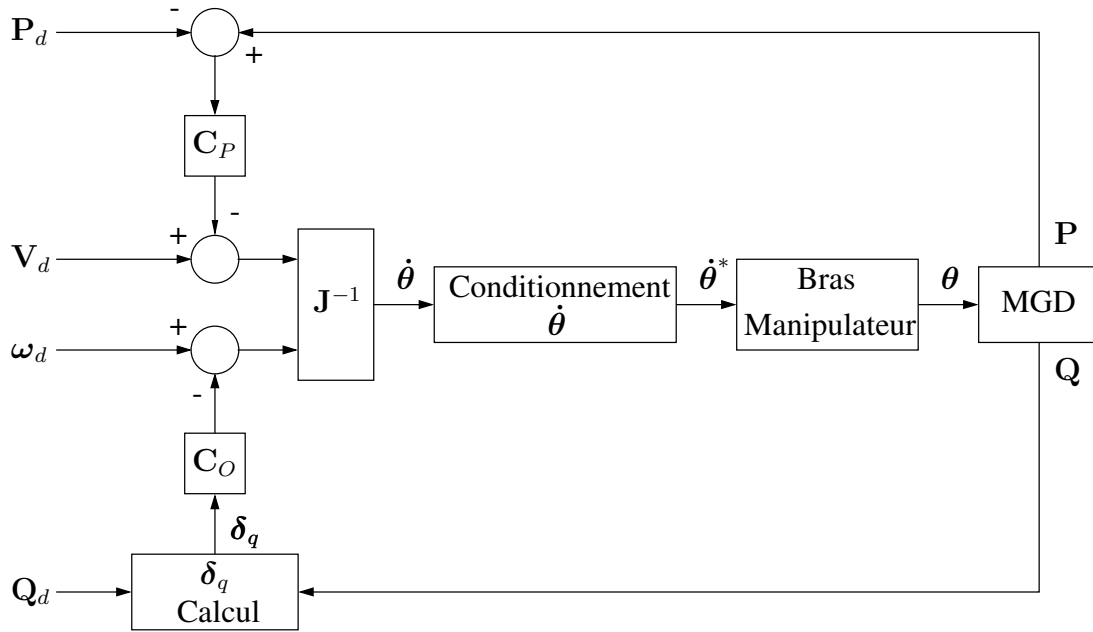 P_d
-
+
C_P
-
+
V_d
J⁻¹
θ̇
Conditionnement
θ̇
θ̇*
Bras
Manipulateur
θ
P
MGD
Q
+
ω_d
-
C_O
δ_q
Q_d
δ_q
Calcul